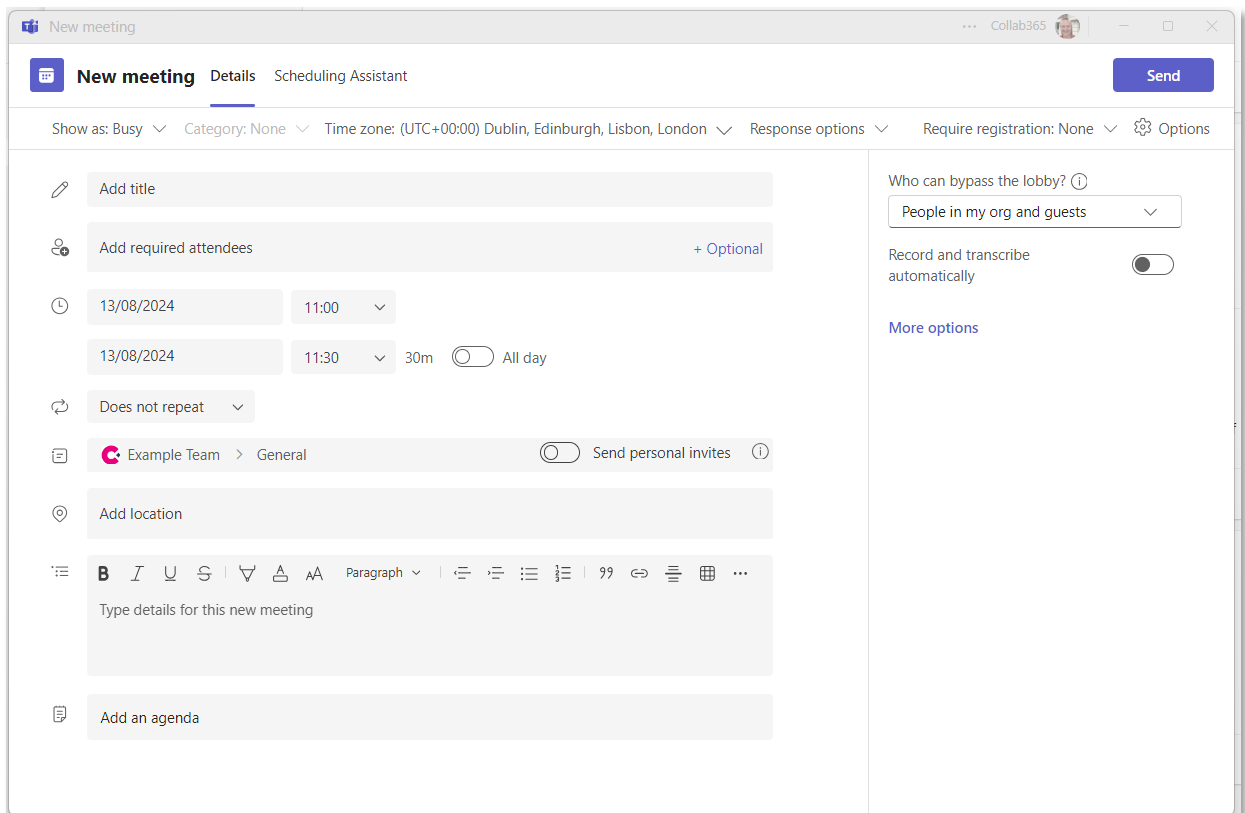 New meeting
Collab365
New meeting Details Scheduling Assistant Send
Show as: Busy Category: None Time zone: (UTC+00:00) Dublin, Edinburgh, Lisbon, London Response options Require registration: None Options
Add title
Add required attendees + Optional
13/08/2024 11:00
13/08/2024 11:30 30m All day
Does not repeat
Example Team > General Send personal invites
Add location
B I U S A AA Paragraph
Type details for this new meeting
Add an agenda
Who can bypass the lobby?
People in my org and guests
Record and transcribe
automatically
More options